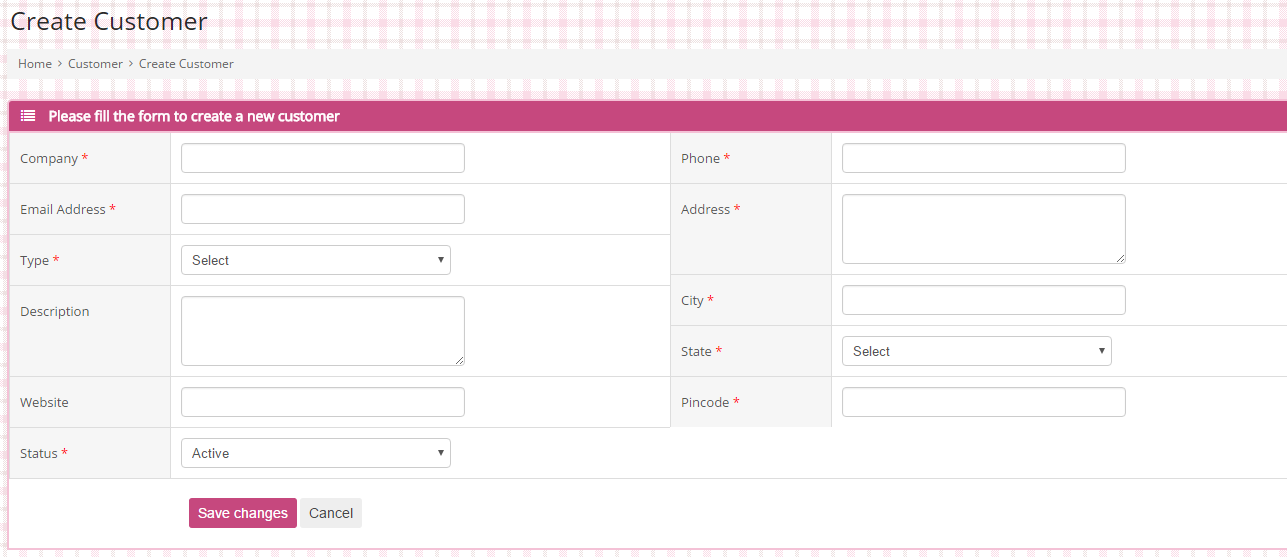 Create Customer
Home > Customer > Create Customer
Please fill the form to create a new customer
Company *
Phone *
Email Address *
Address *
Type *
Select
Description
City *
State *
Select
Website
Pincode *
Status *
Active
Save changes
Cancel